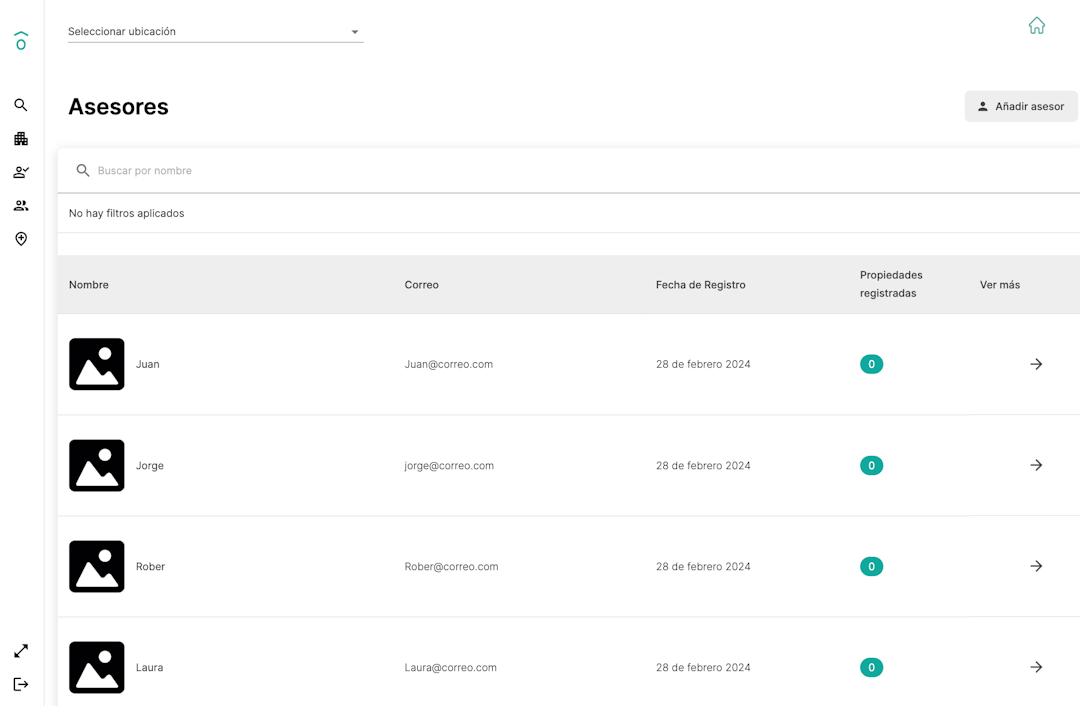 Seleccionar ubicación
Asesores
Añadir asesor
Buscar por nombre
No hay filtros aplicados
Nombre Correo Fecha de Registro Propiedades registradas Ver más
Juan Juan@correo.com 28 de febrero 2024 0
Jorge jorge@correo.com 28 de febrero 2024 0
Rober Rober@correo.com 28 de febrero 2024 0
Laura Laura@correo.com 28 de febrero 2024 0